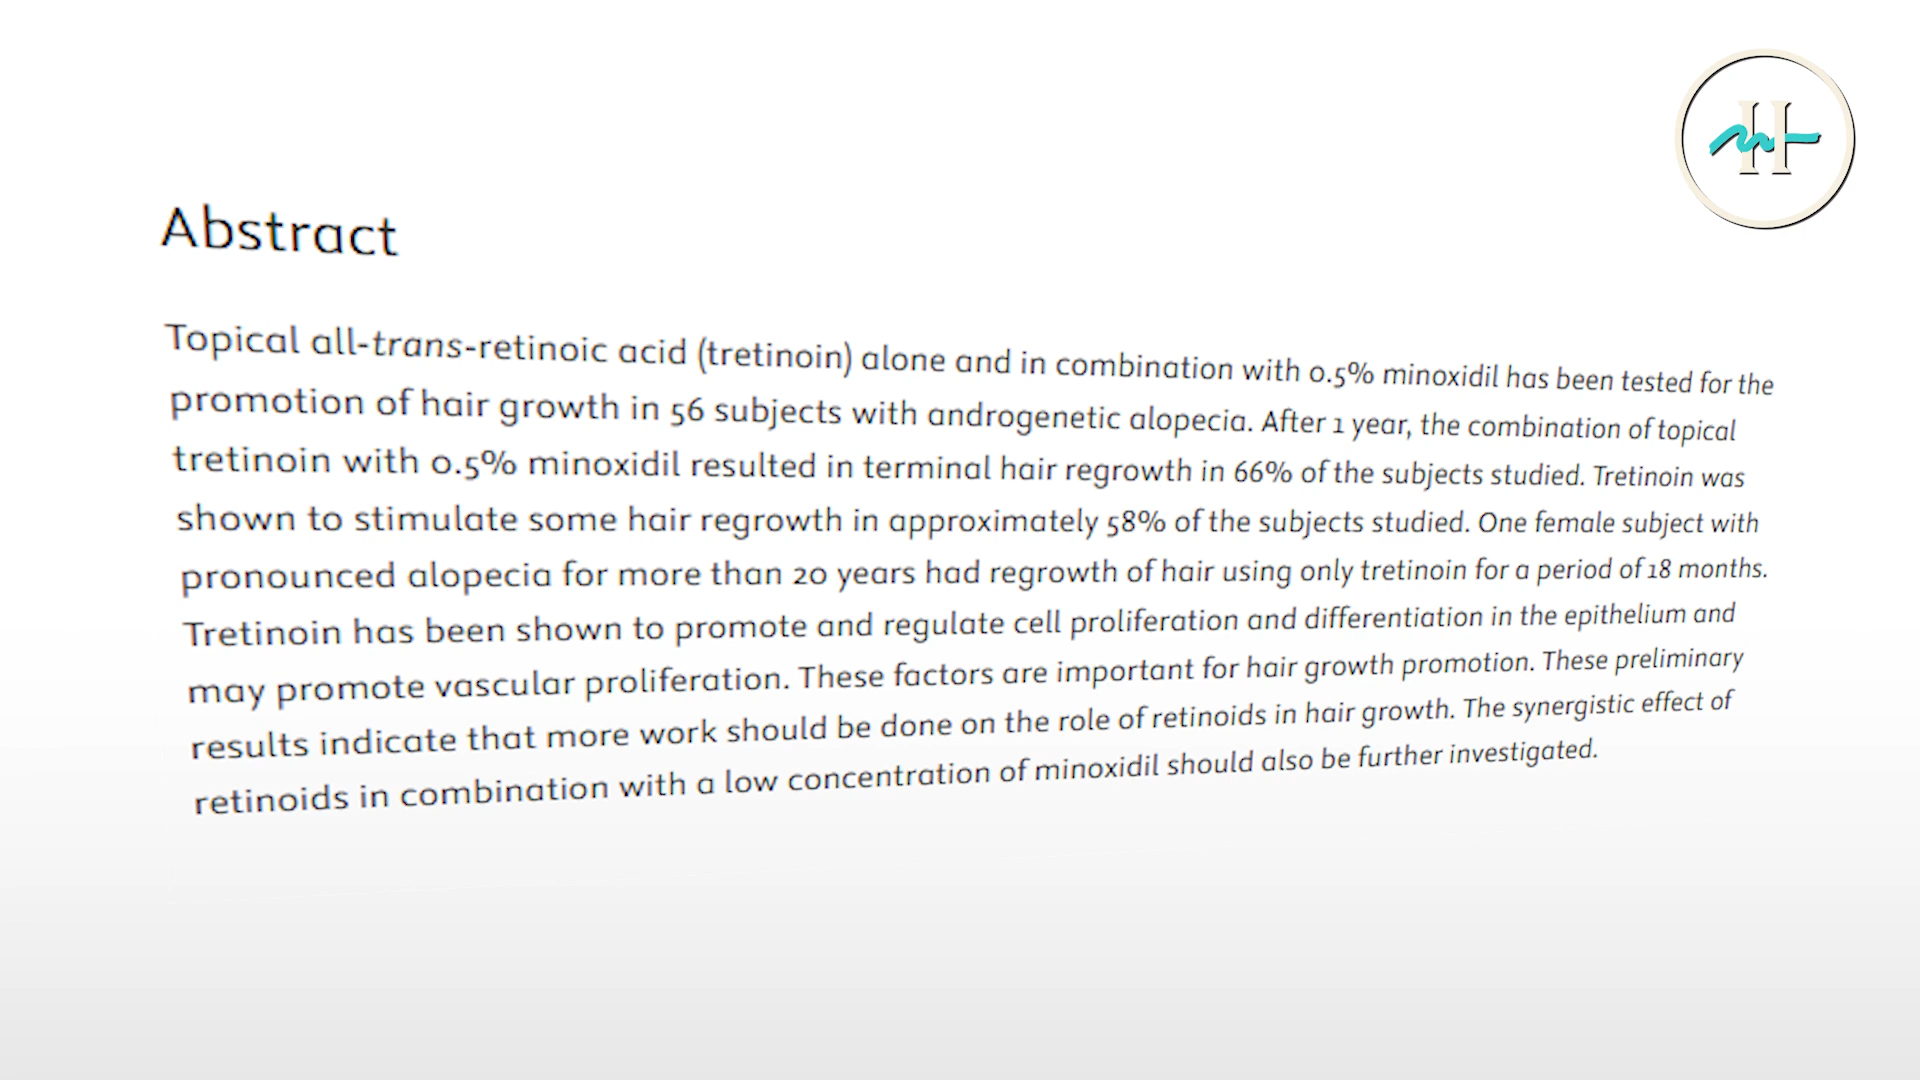 H
Abstract
Topical all-trans-retinoic acid (tretinoin) alone and in combination with 0.5% minoxidil has been tested for the
promotion of hair growth in 56 subjects with androgenetic alopecia. After 1 year, the combination of topical
tretinoin with 0.5% minoxidil resulted in terminal hair regrowth in 66% of the subjects studied. Tretinoin was
shown to stimulate some hair regrowth in approximately 58% of the subjects studied. One female subject with
pronounced alopecia for more than 20 years had regrowth of hair using only tretinoin for a period of 18 months.
Tretinoin has been shown to promote and regulate cell proliferation and differentiation in the epithelium and
may promote vascular proliferation. These factors are important for hair growth promotion. These preliminary
results indicate that more work should be done on the role of retinoids in hair growth. The synergistic effect of
retinoids in combination with a low concentration of minoxidil should also be further investigated.